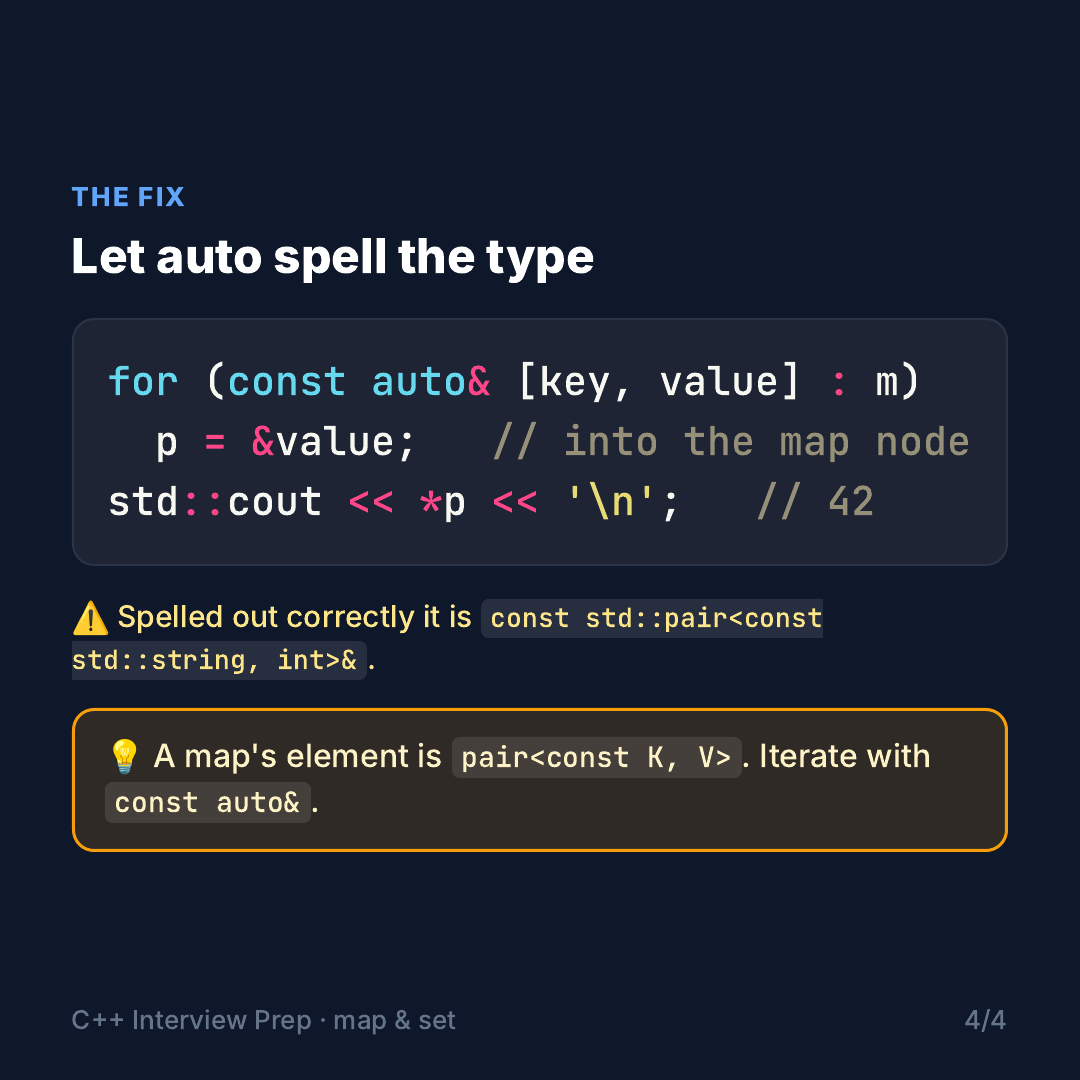 THE FIX
Let auto spell the type
for (const auto& [key, value] : m)
  p = &value;   // into the map node
std::cout << *p << '\n';   // 42
⚠️ Spelled out correctly it is const std::pair<const
std::string, int>&.
💡 A map's element is pair<const K, V>. Iterate with
const auto&.
C++ Interview Prep · map & set
4/4